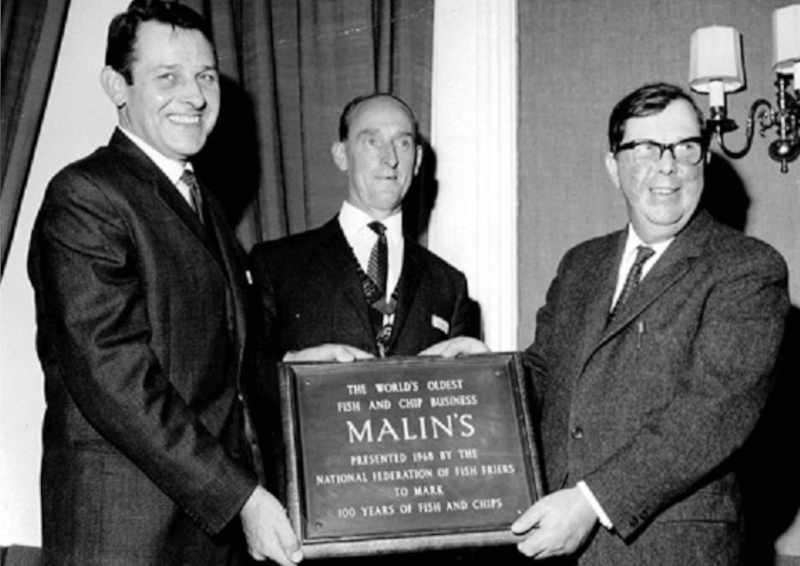 THE WORLD'S OLDEST
FISH AND CHIP BUSINESS
MALIN'S
PRESENTED 1968 BY THE
NATIONAL FEDERATION OF FISH FRIERS
TO MARK
100 YEARS OF FISH AND CHIPS